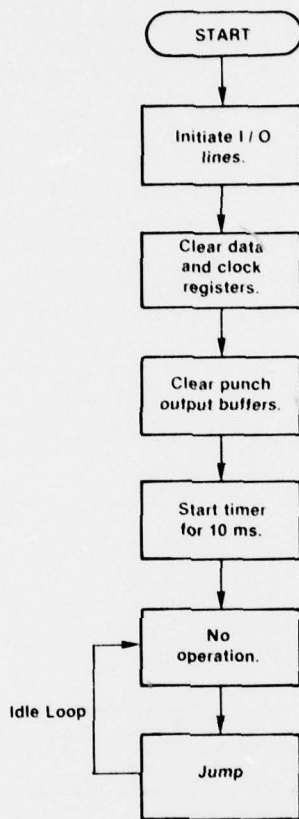 START
Initiate I / O
lines.
Clear data
and clock
registers.
Clear punch
output buffers.
Start timer
for 10 ms.
No
operation.
Idle Loop
Jump